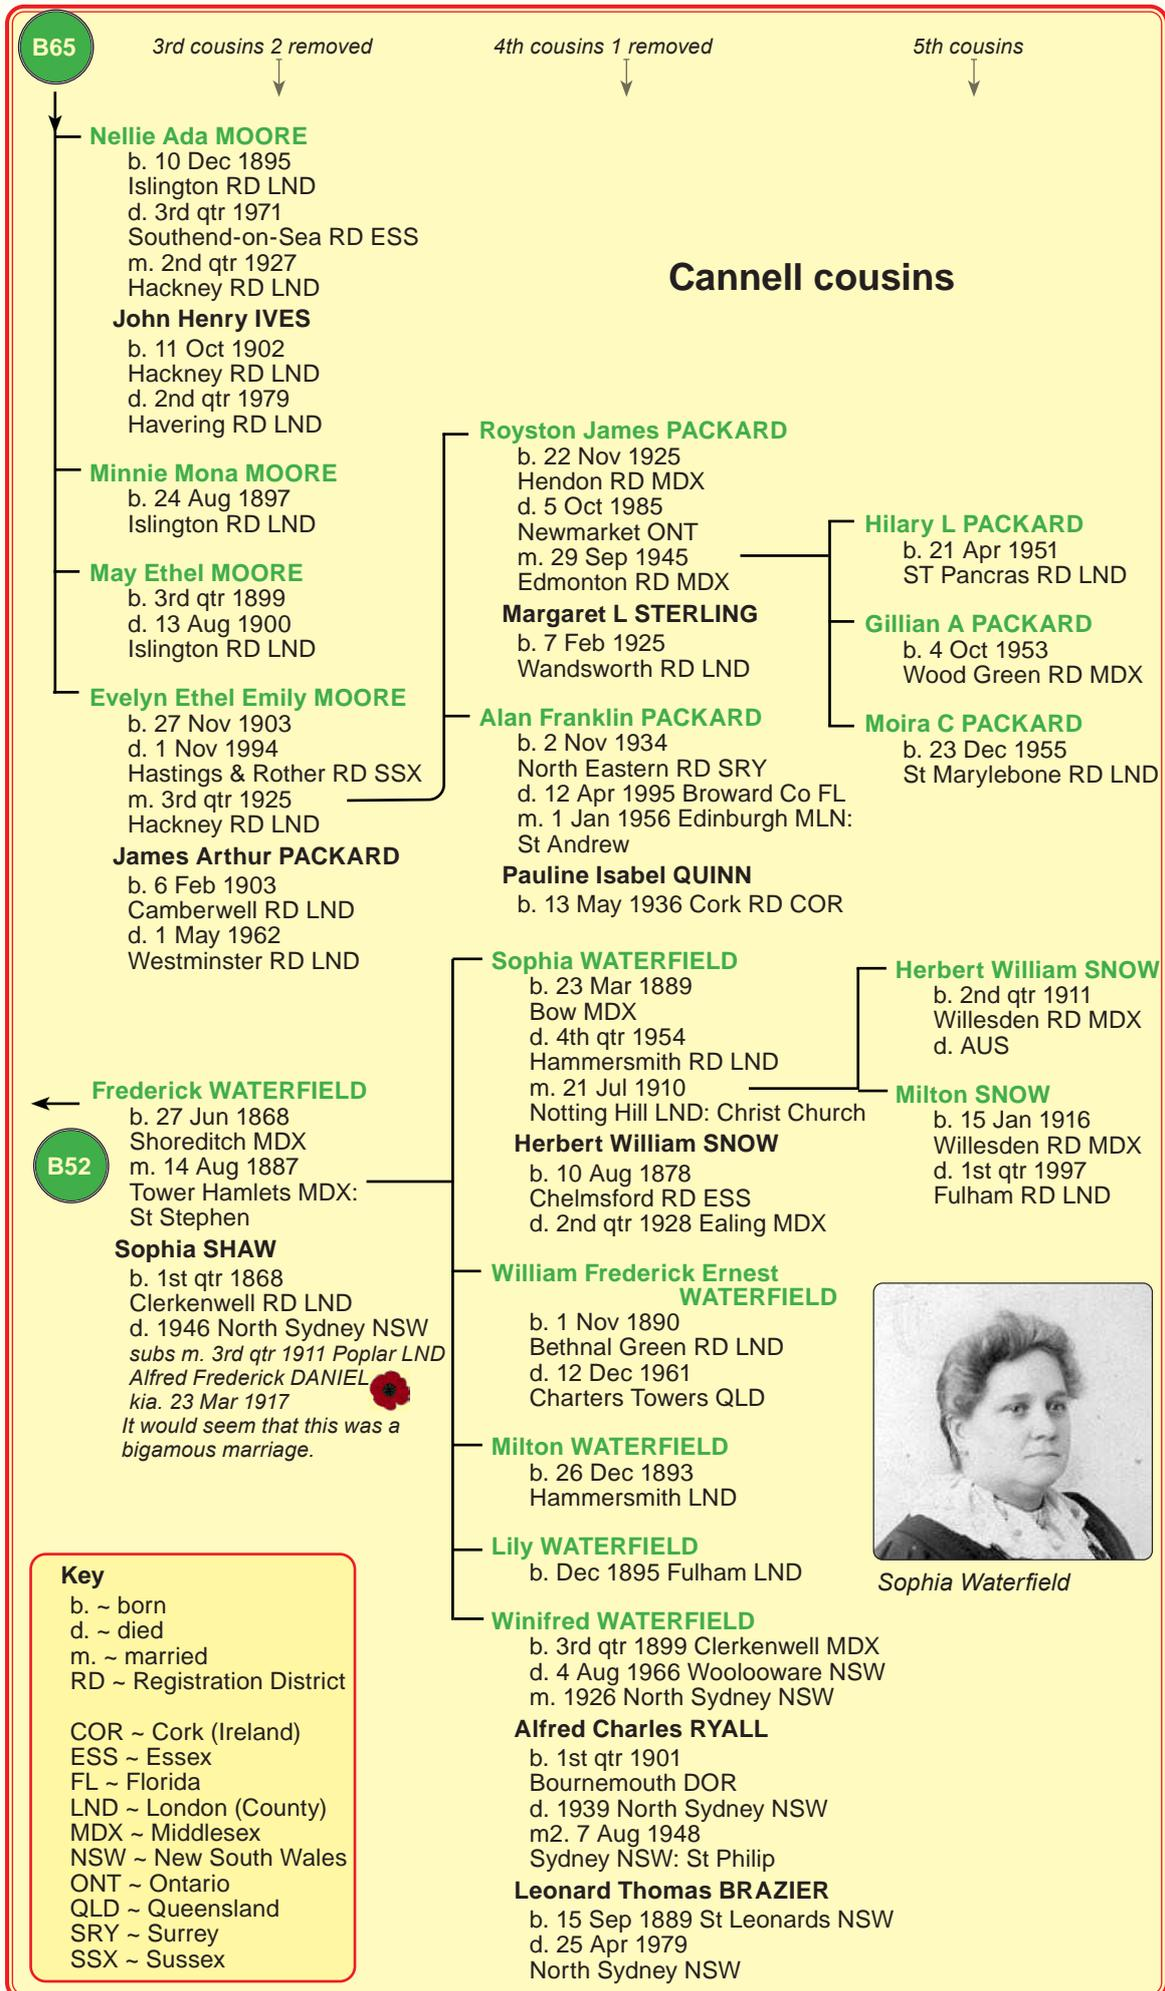 B65
3rd cousins 2 removed
4th cousins 1 removed
5th cousins
Cannell cousins
Nellie Ada MOORE
b. 10 Dec 1895
Islington RD LND
d. 3rd qtr 1971
Southend-on-Sea RD ESS
m. 2nd qtr 1927
Hackney RD LND
John Henry IVES
b. 11 Oct 1902
Hackney RD LND
d. 2nd qtr 1979
Havering RD LND
Minnie Mona MOORE
b. 24 Aug 1897
Islington RD LND
May Ethel MOORE
b. 3rd qtr 1899
d. 13 Aug 1900
Islington RD LND
Evelyn Ethel Emily MOORE
b. 27 Nov 1903
d. 1 Nov 1994
Hastings & Rother RD SSX
m. 3rd qtr 1925
Hackney RD LND
James Arthur PACKARD
b. 6 Feb 1903
Camberwell RD LND
d. 1 May 1962
Westminster RD LND
Royston James PACKARD
b. 22 Nov 1925
Hendon RD MDX
d. 5 Oct 1985
Newmarket ONT
m. 29 Sep 1945
Edmonton RD MDX
Margaret L STERLING
b. 7 Feb 1925
Wandsworth RD LND
Alan Franklin PACKARD
b. 2 Nov 1934
North Eastern RD SRY
d. 12 Apr 1995 Broward Co FL
m. 1 Jan 1956 Edinburgh MLN:
St Andrew
Pauline Isabel QUINN
b. 13 May 1936 Cork RD COR
Hilary L PACKARD
b. 21 Apr 1951
ST Pancras RD LND
Gillian A PACKARD
b. 4 Oct 1953
Wood Green RD MDX
Moira C PACKARD
b. 23 Dec 1955
St Marylebone RD LND
Frederick WATERFIELD
b. 27 Jun 1868
Shoreditch MDX
m. 14 Aug 1887
Tower Hamlets MDX:
St Stephen
B52
Sophia SHAW
b. 1st qtr 1868
Clerkenwell RD LND
d. 1946 North Sydney NSW
subs m. 3rd qtr 1911 Poplar LND
Alfred Frederick DANIEL
kia. 23 Mar 1917
It would seem that this was a
bigamous marriage.
Sophia WATERFIELD
b. 23 Mar 1889
Bow MDX
d. 4th qtr 1954
Hammersmith RD LND
m. 21 Jul 1910
Notting Hill LND: Christ Church
Herbert William SNOW
b. 10 Aug 1878
Chelmsford RD ESS
d. 2nd qtr 1928 Ealing MDX
William Frederick Ernest
WATERFIELD
b. 1 Nov 1890
Bethnal Green RD LND
d. 12 Dec 1961
Charters Towers QLD
Milton WATERFIELD
b. 26 Dec 1893
Hammersmith LND
Lily WATERFIELD
b. Dec 1895 Fulham LND
Winifred WATERFIELD
b. 3rd qtr 1899 Clerkenwell MDX
d. 4 Aug 1966 Woolooware NSW
m. 1926 North Sydney NSW
Alfred Charles RYALL
b. 1st qtr 1901
Bournemouth DOR
d. 1939 North Sydney NSW
m2. 7 Aug 1948
Sydney NSW: St Philip
Leonard Thomas BRAZIER
b. 15 Sep 1889 St Leonards NSW
d. 25 Apr 1979
North Sydney NSW
Herbert William SNOW
b. 2nd qtr 1911
Willesden RD MDX
d. AUS
Milton SNOW
b. 15 Jan 1916
Willesden RD MDX
d. 1st qtr 1997
Fulham RD LND
Sophia Waterfield
Key
b. ~ born
d. ~ died
m. ~ married
RD ~ Registration District
COR ~ Cork (Ireland)
ESS ~ Essex
FL ~ Florida
LND ~ London (County)
MDX ~ Middlesex
NSW ~ New South Wales
ONT ~ Ontario
QLD ~ Queensland
SRY ~ Surrey
SSX ~ Sussex